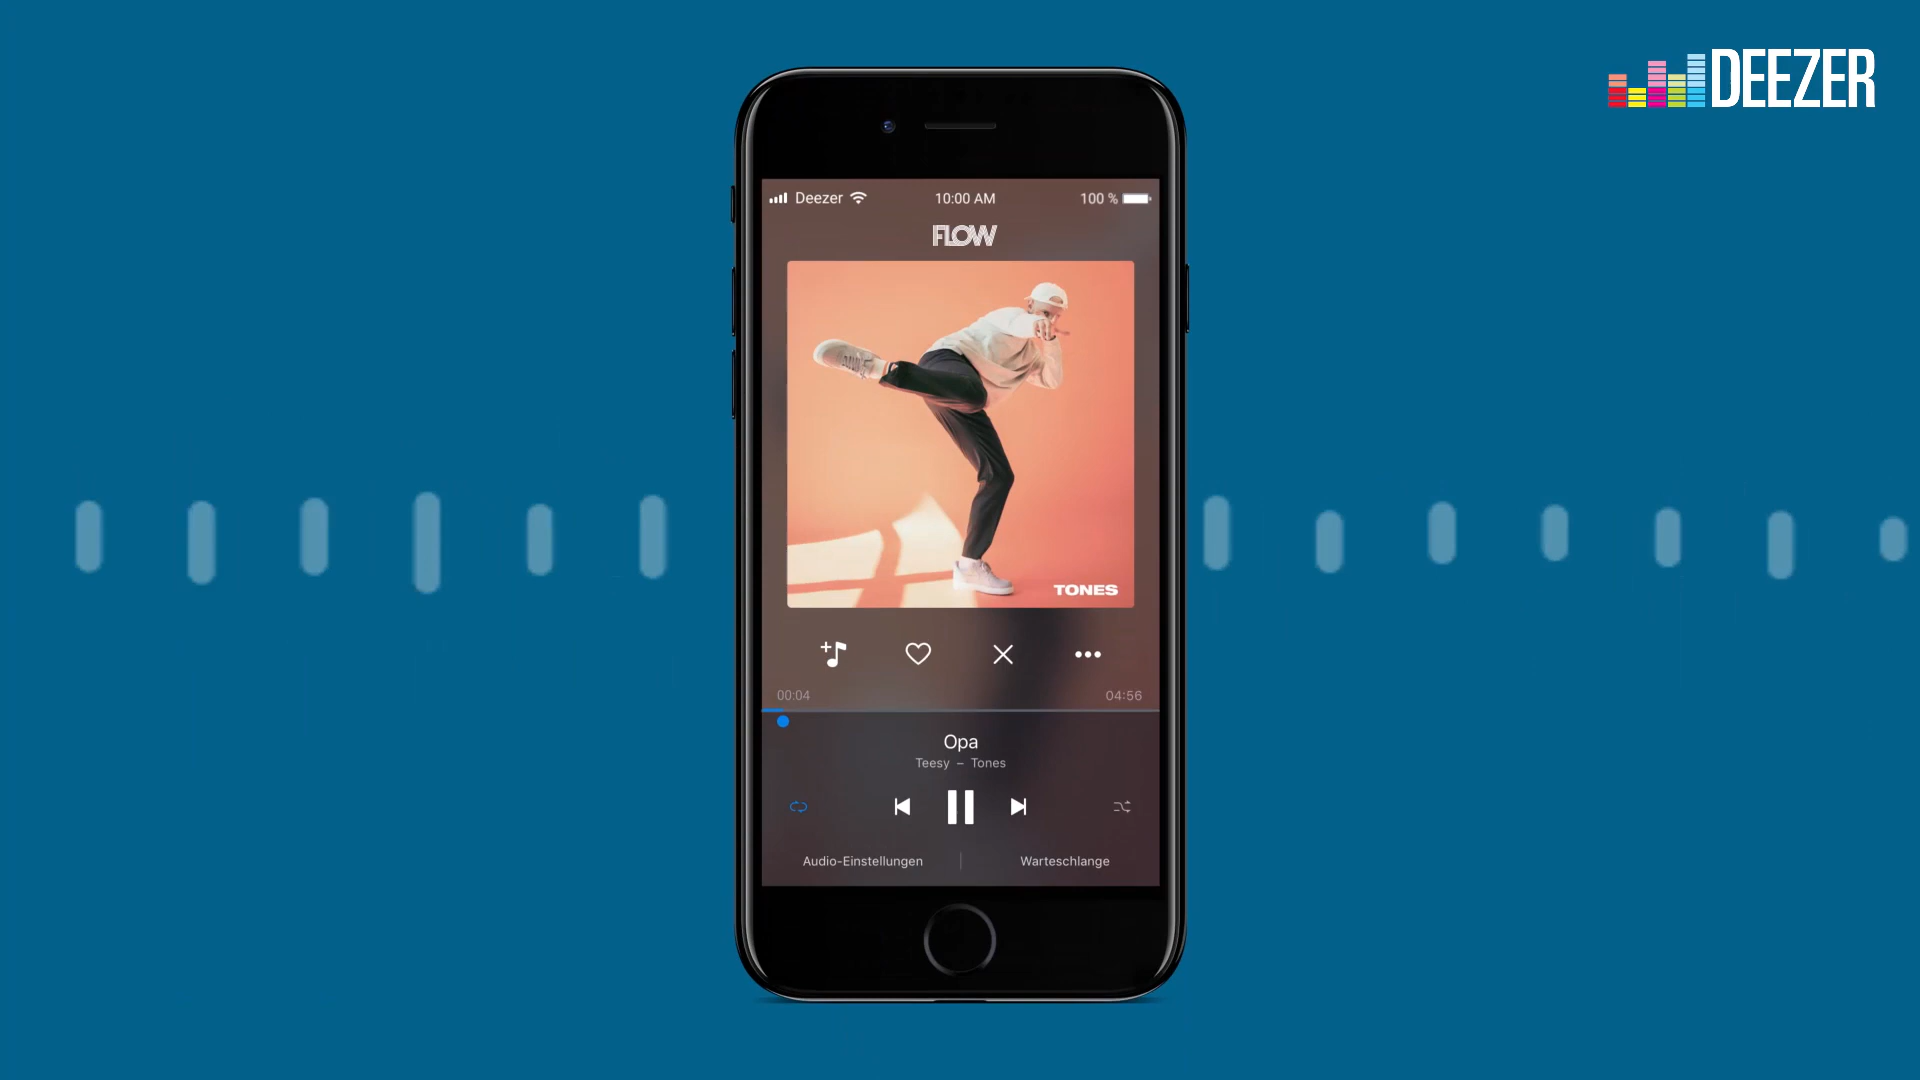 DEEZER
Deezer 10:00 AM 100 %
FLOW
TONES
00:04 04:56
Opa
Teesy – Tones
Audio-Einstellungen Warteschlange